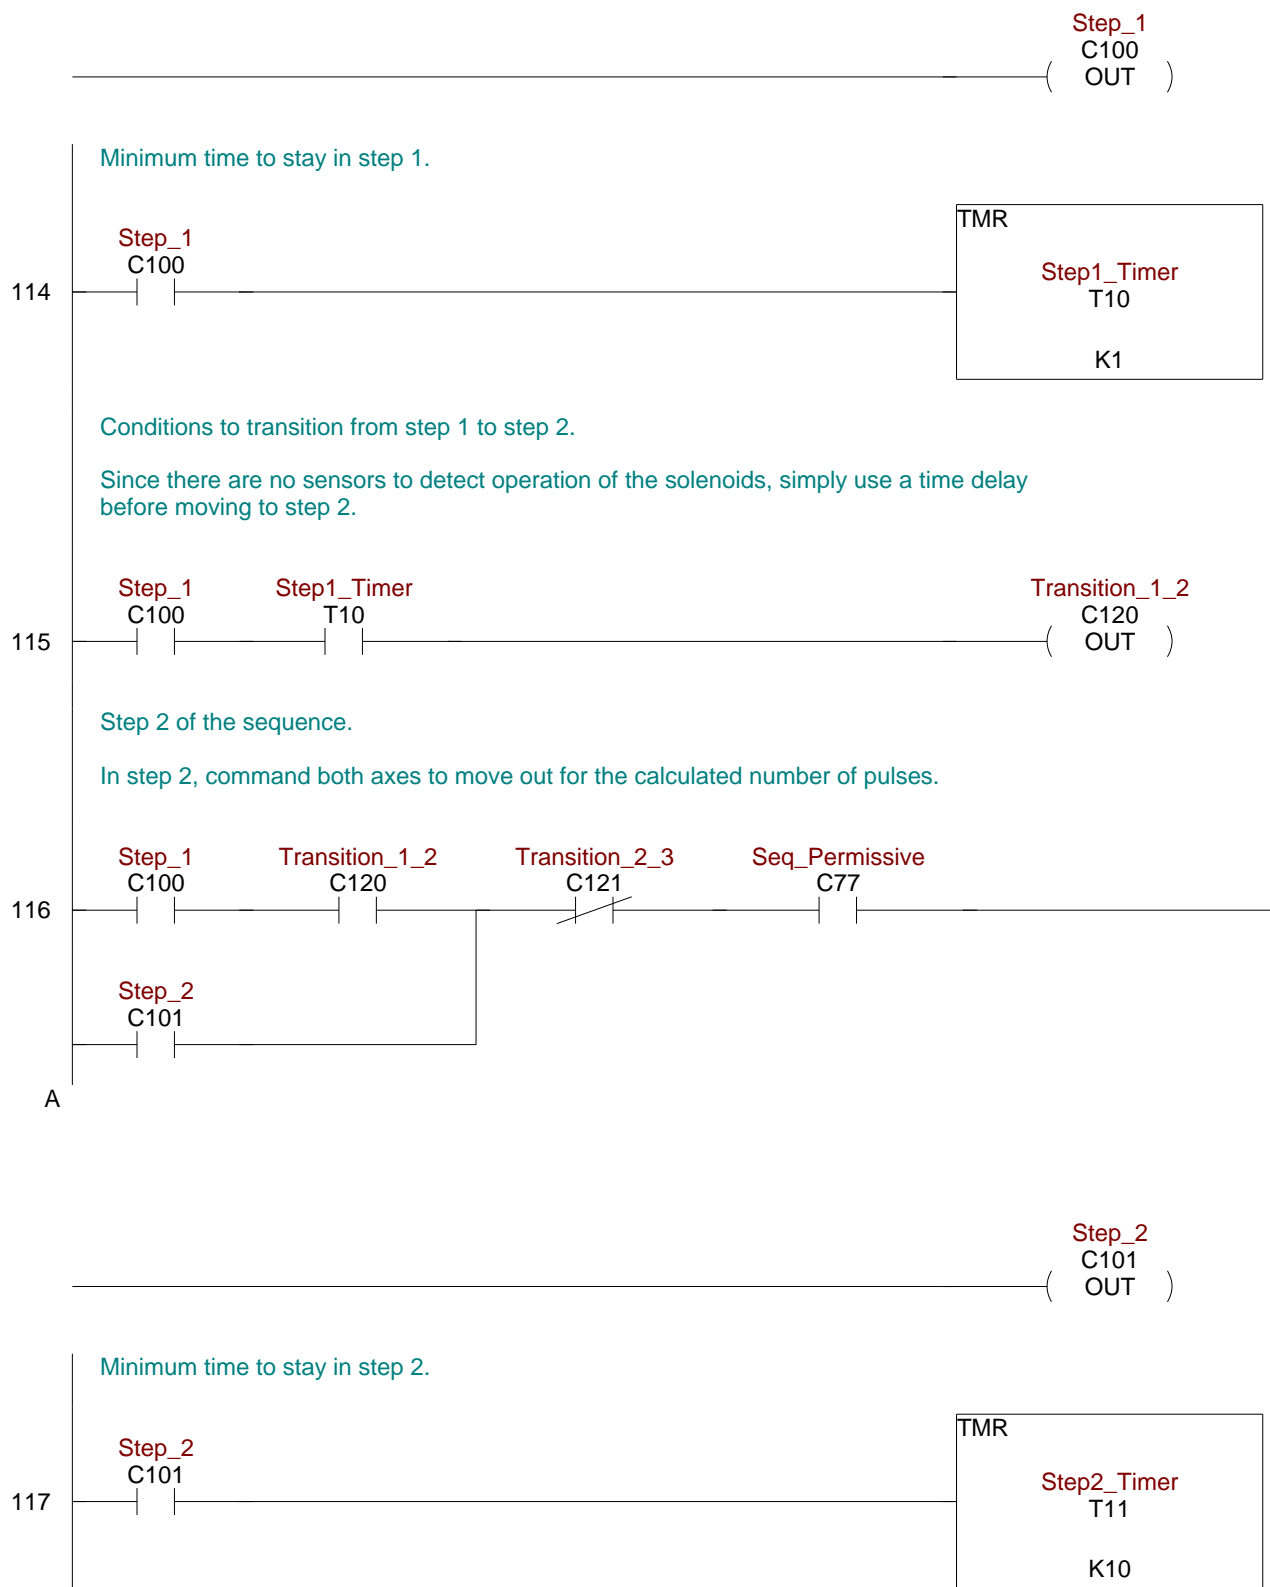 Step_1
C100
OUT
Minimum time to stay in step 1.
TMR
Step_1
C100
114
Step1_Timer
T10
K1
Conditions to transition from step 1 to step 2.
Since there are no sensors to detect operation of the solenoids, simply use a time delay
before moving to step 2.
Step_1 Step1_Timer Transition_1_2
C100 T10 C120
115 OUT
Step 2 of the sequence.
In step 2, command both axes to move out for the calculated number of pulses.
Step_1 Transition_1_2 Transition_2_3 Seq_Permissive
C100 C120 C121 C77
116
Step_2
C101
A
Step_2
C101
OUT
Minimum time to stay in step 2.
TMR
Step_2
C101
117
Step2_Timer
T11
K10